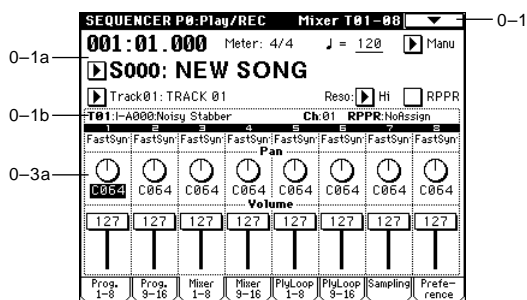 SEQUENCER P0:Play/REC Mixer T01-08
0–1
001:01.000 Meter: 4/4 ♩ = 120 Manu
0–1a
S000: NEW SONG
Track01: TRACK 01 Reso: Hi RPPR
0–1b
T01:I-A000:Noisy Stabber Ch:01 RPPR:NoAssign
1 2 3 4 5 6 7 8
FastSyn FastSyn FastSyn FastSyn FastSyn FastSyn FastSyn FastSyn
Pan
0–3a
C064 C064 C064 C064 C064 C064 C064 C064
Volume
127 127 127 127 127 127 127 127
Prog. 1-8 Prog. 9-16 Mixer 1-8 Mixer 9-16 PlyLoop 1-8 PlyLoop 9-16 Sampling Prefe-rence